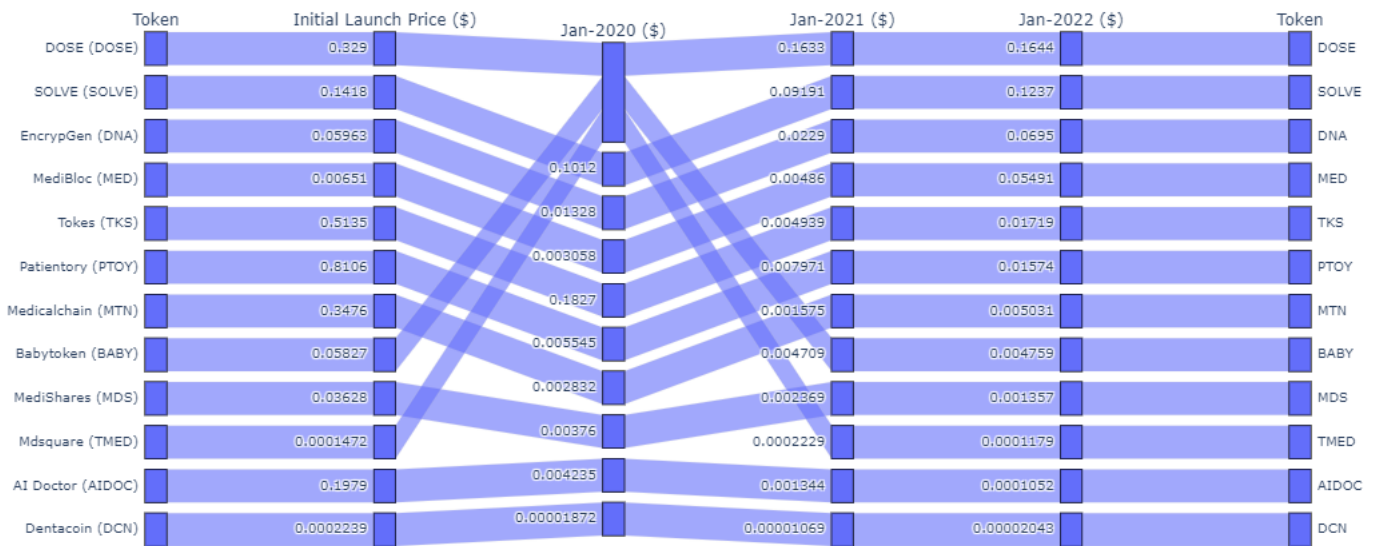 Token Initial Launch Price ($) Jan-2020 ($) Jan-2021 ($) Jan-2022 ($) Token
DOSE (DOSE) 0.329 0.1633 0.1644 DOSE
SOLVE (SOLVE) 0.1418 0.1012 0.09191 0.1237 SOLVE
EncrypGen (DNA) 0.05963 0.01328 0.0229 0.0695 DNA
MediBloc (MED) 0.00651 0.003058 0.00486 0.05491 MED
Tokes (TKS) 0.5135 0.1827 0.004939 0.01719 TKS
Patientory (PTOY) 0.8106 0.005545 0.007971 0.01574 PTOY
Medicalchain (MTN) 0.3476 0.002832 0.001575 0.005031 MTN
Babytoken (BABY) 0.05827 0.004709 0.004759 BABY
MediShares (MDS) 0.03628 0.00376 0.002369 0.001357 MDS
Mdsquare (TMED) 0.0001472 0.0002229 0.0001179 TMED
AI Doctor (AIDOC) 0.1979 0.004235 0.001344 0.0001052 AIDOC
Dentacoin (DCN) 0.0002239 0.00001872 0.00001069 0.00002043 DCN